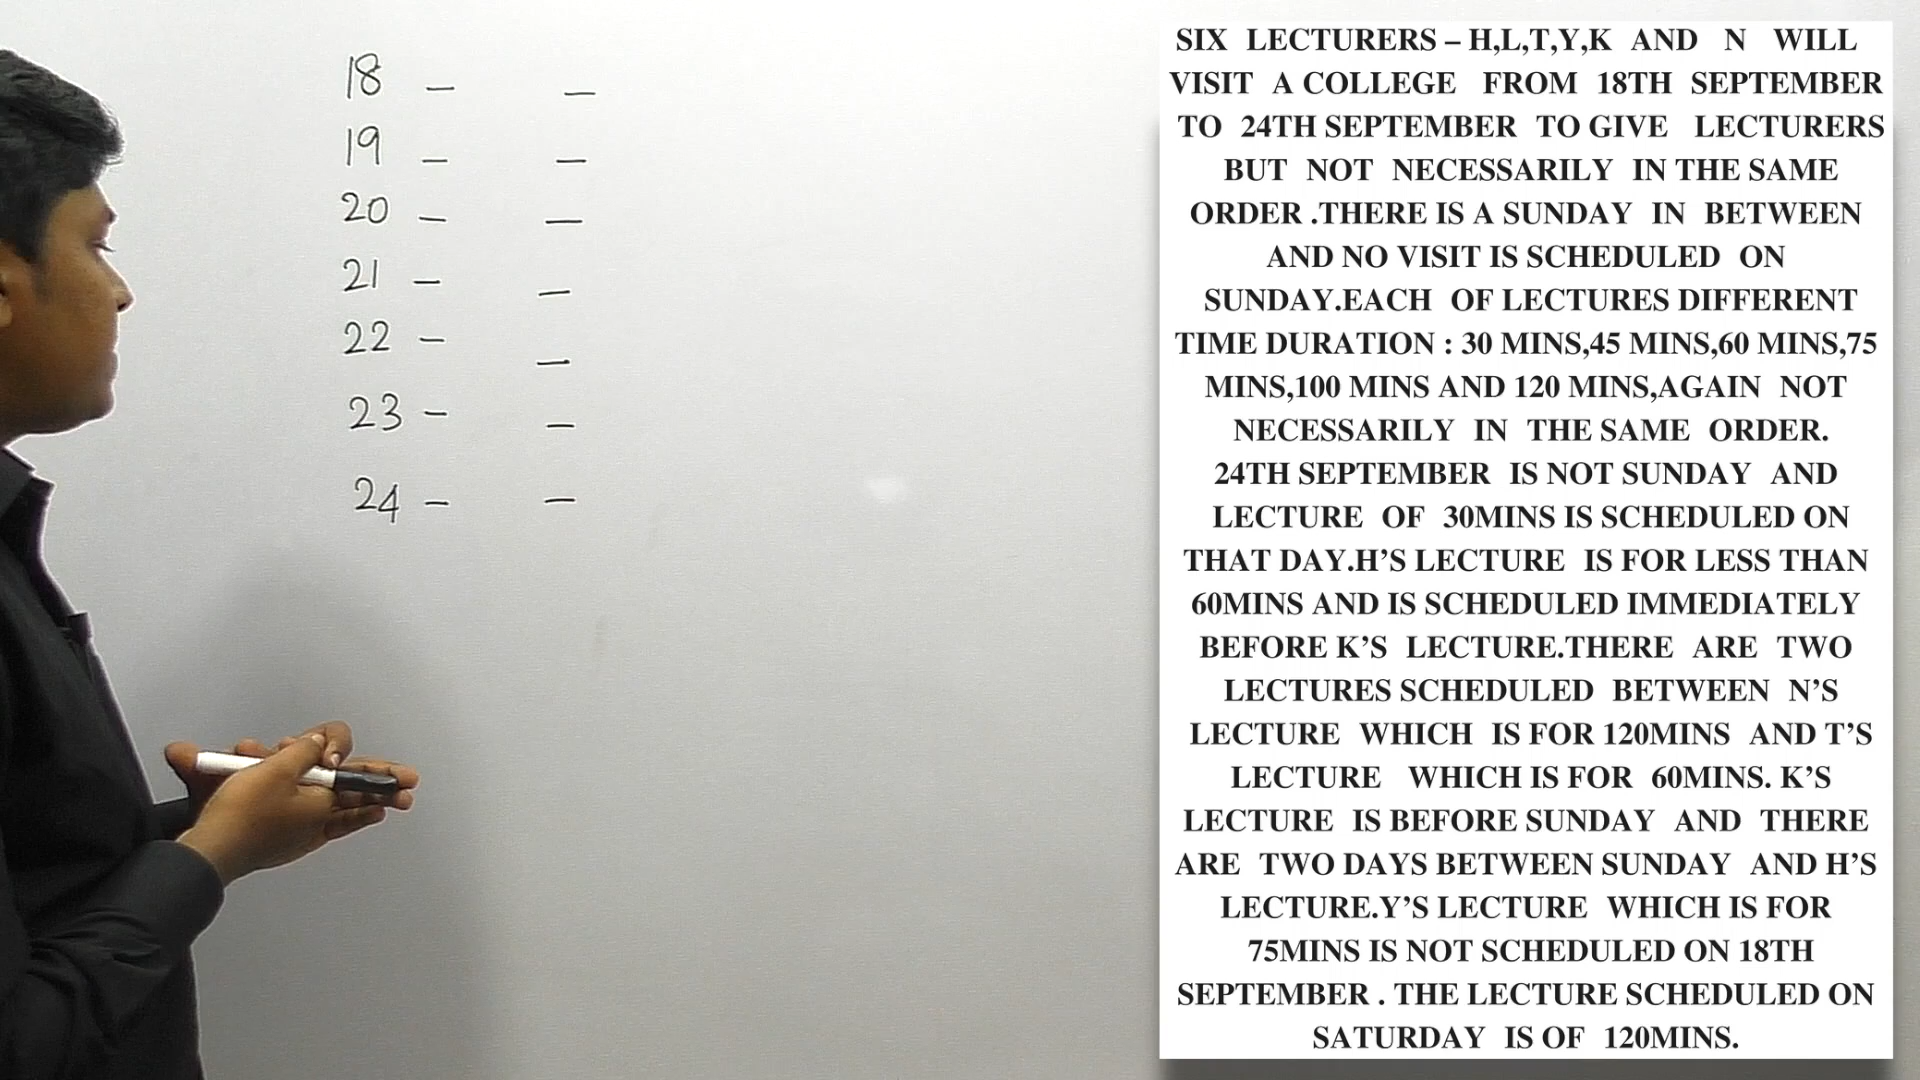 18 – –
19 – –
20 – –
21 – –
22 – –
23 – –
24 – –
SIX LECTURERS – H,L,T,Y,K AND N WILL
VISIT A COLLEGE FROM 18TH SEPTEMBER
TO 24TH SEPTEMBER TO GIVE LECTURERS
BUT NOT NECESSARILY IN THE SAME
ORDER .THERE IS A SUNDAY IN BETWEEN
AND NO VISIT IS SCHEDULED ON
SUNDAY.EACH OF LECTURES DIFFERENT
TIME DURATION : 30 MINS,45 MINS,60 MINS,75
MINS,100 MINS AND 120 MINS,AGAIN NOT
NECESSARILY IN THE SAME ORDER.
24TH SEPTEMBER IS NOT SUNDAY AND
LECTURE OF 30MINS IS SCHEDULED ON
THAT DAY.H’S LECTURE IS FOR LESS THAN
60MINS AND IS SCHEDULED IMMEDIATELY
BEFORE K’S LECTURE.THERE ARE TWO
LECTURES SCHEDULED BETWEEN N’S
LECTURE WHICH IS FOR 120MINS AND T’S
LECTURE WHICH IS FOR 60MINS. K’S
LECTURE IS BEFORE SUNDAY AND THERE
ARE TWO DAYS BETWEEN SUNDAY AND H’S
LECTURE.Y’S LECTURE WHICH IS FOR
75MINS IS NOT SCHEDULED ON 18TH
SEPTEMBER . THE LECTURE SCHEDULED ON
SATURDAY IS OF 120MINS.